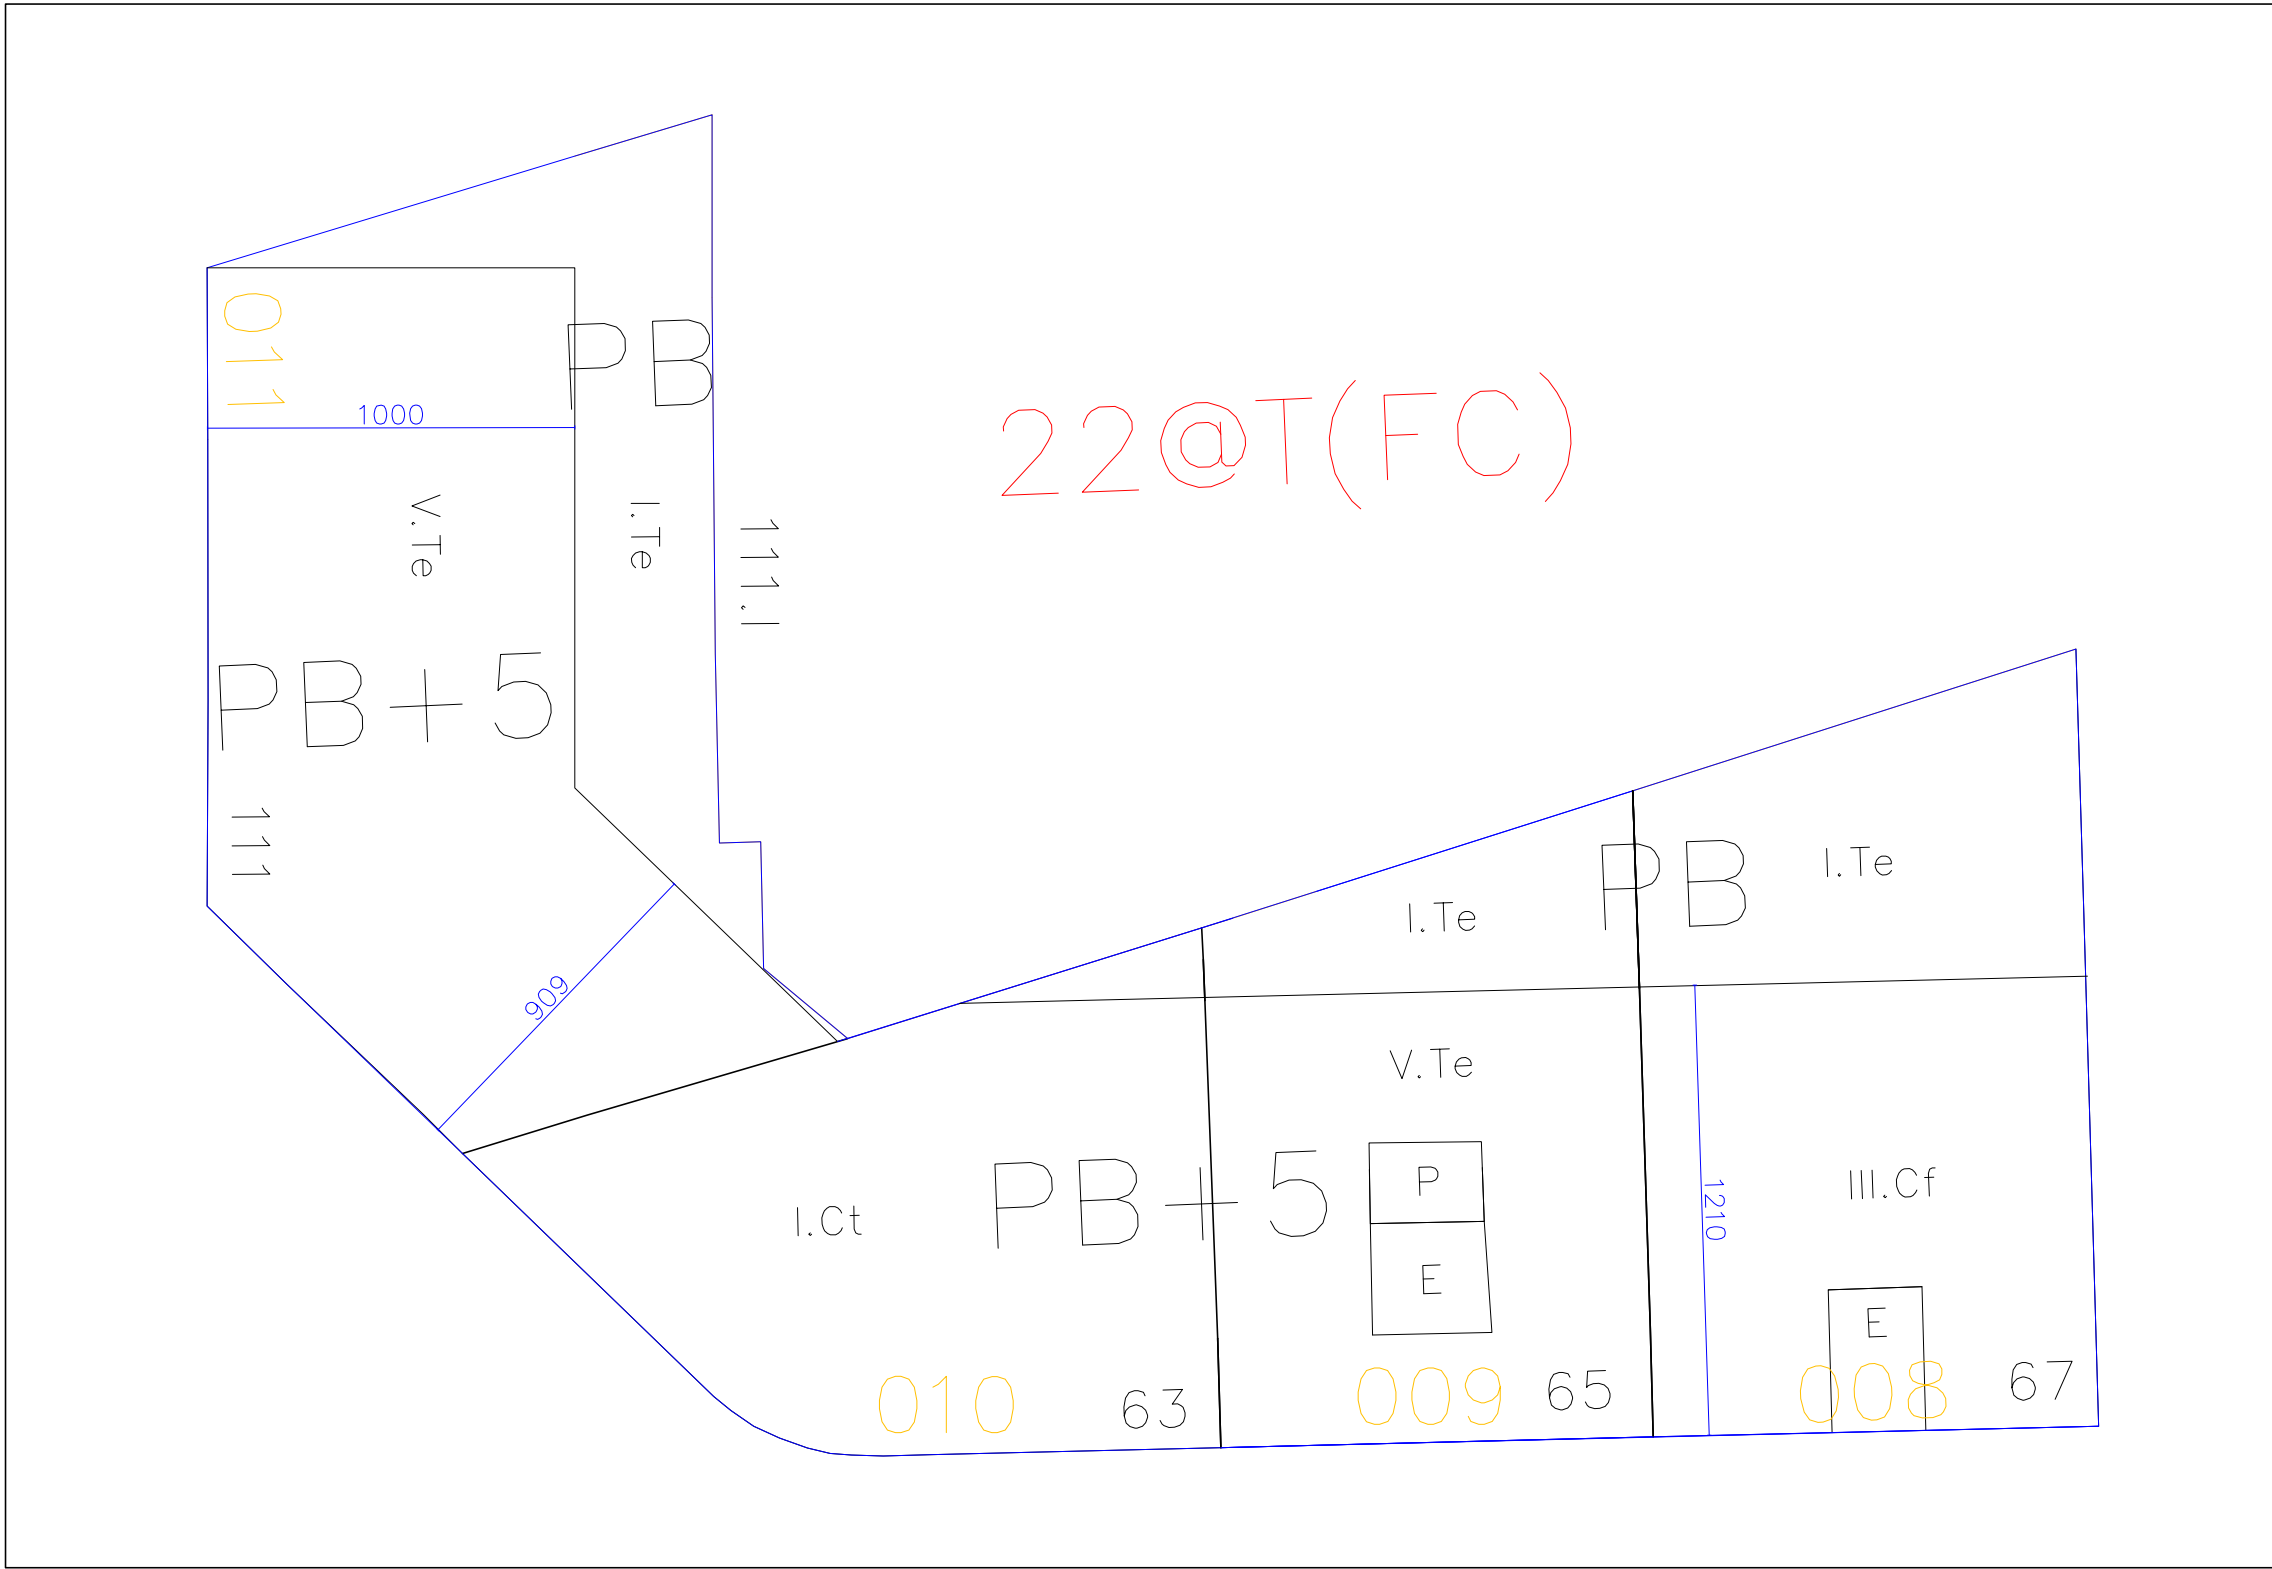 011
1000
PB
22@T(FC)
V.Te
I.Te
111.I
PB+5
111
909
PB
I.Te
I.Te
V.Te
P
E
I.Ct
PB+5
1210
III.Cf
E
010
63
009
65
008
67